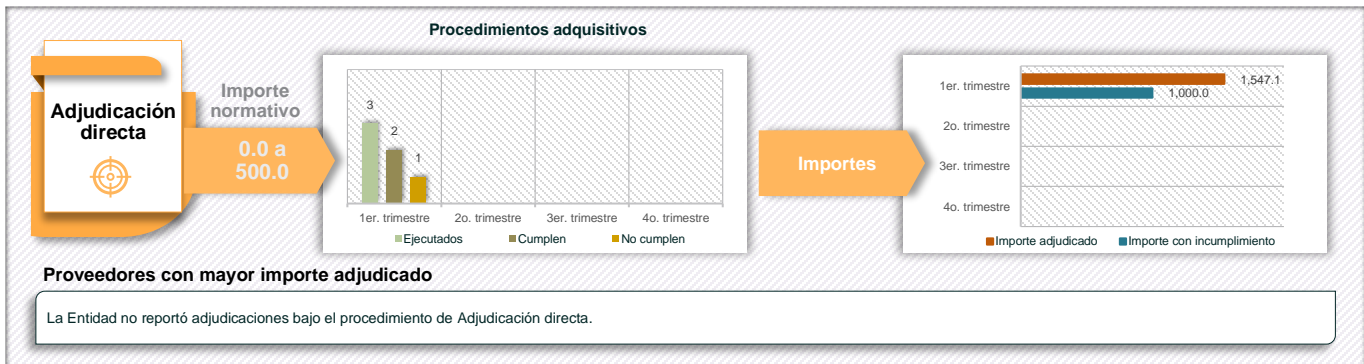 Procedimientos adquisitivos
Adjudicación
directa
Importe
normativo
0.0 a
500.0
3
2
1
1er. trimestre
2o. trimestre
3er. trimestre
4o. trimestre
Ejecutados
Cumplen
No cumplen
Importes
1er. trimestre
2o. trimestre
3er. trimestre
4o. trimestre
1,547.1
1,000.0
Importe adjudicado
Importe con incumplimiento
Proveedores con mayor importe adjudicado
La Entidad no reportó adjudicaciones bajo el procedimiento de Adjudicación directa.